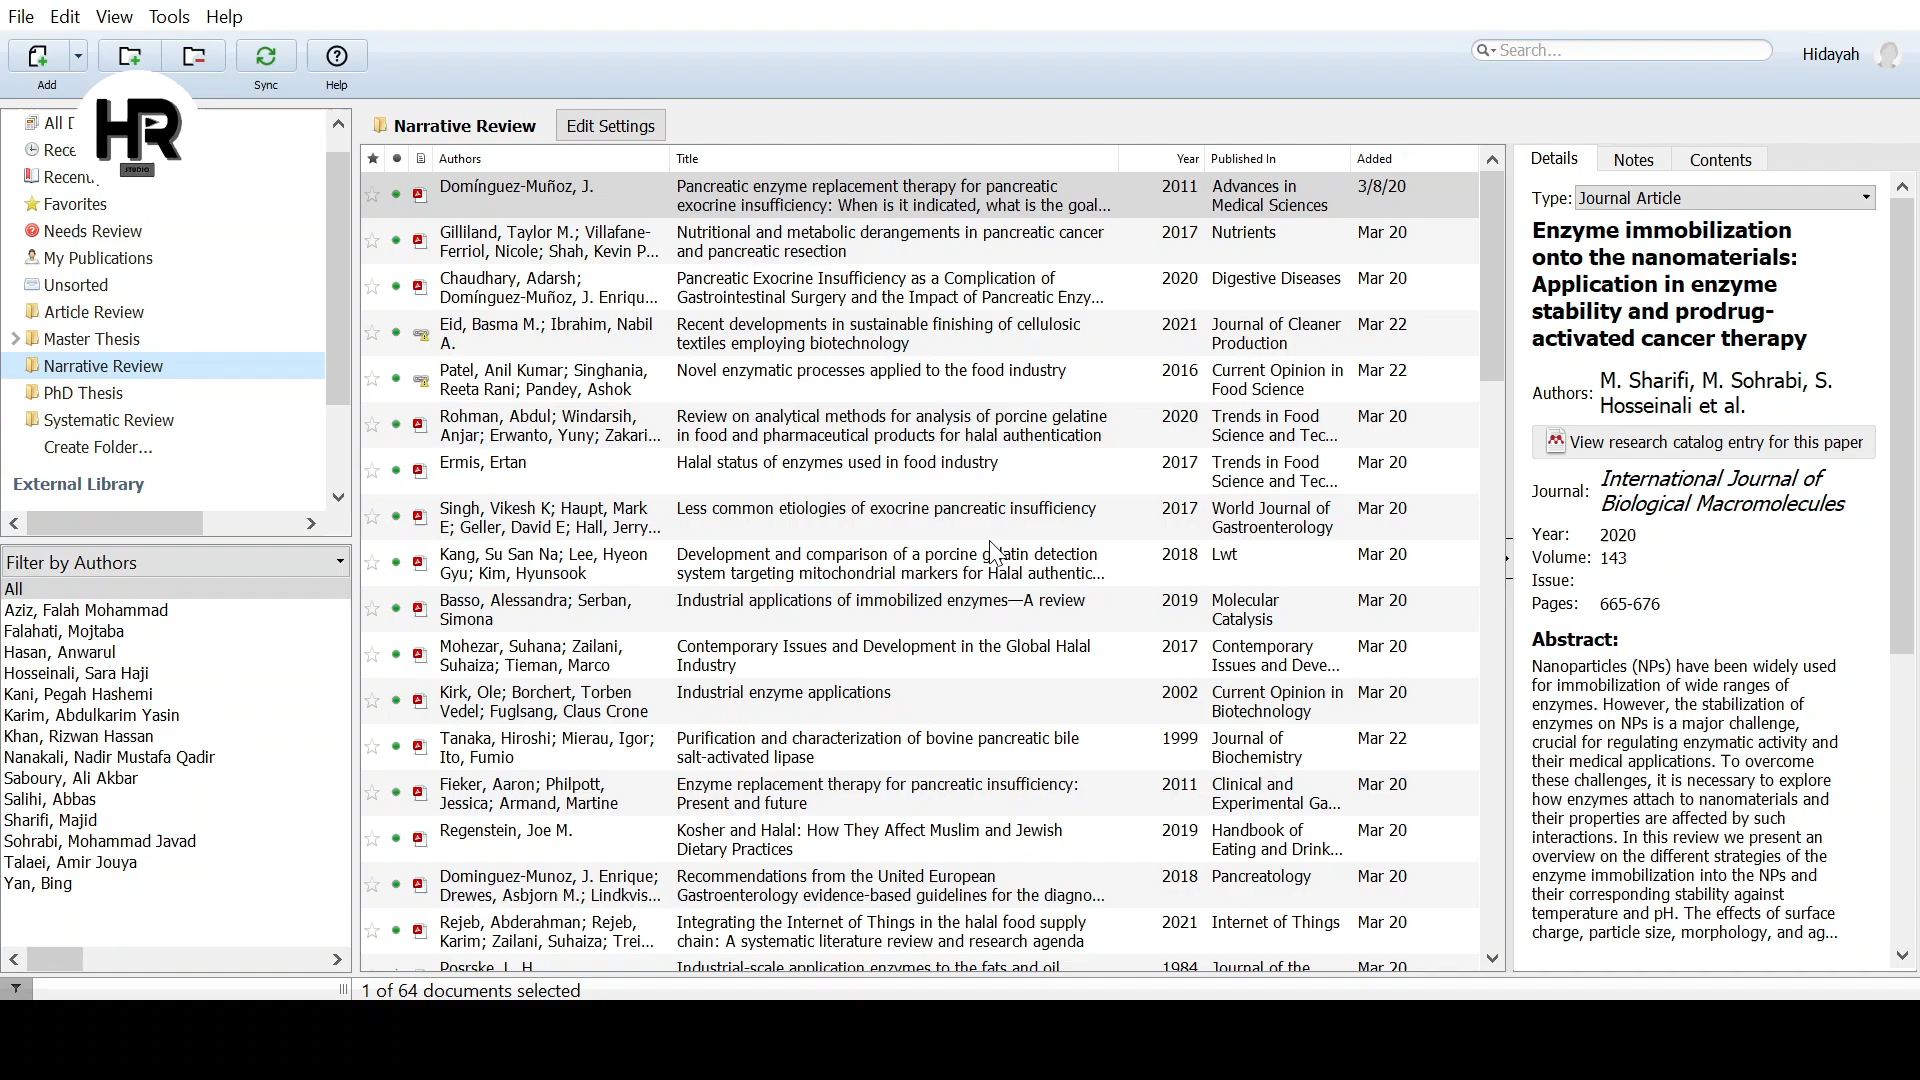 File Edit View Tools Help
Search...
Hidayah
Add
Sync
Help
HR
STUDIO
All
Rece
Recenu
Favorites
Needs Review
My Publications
Unsorted
Article Review
Master Thesis
Narrative Review
PhD Thesis
Systematic Review
Create Folder...
External Library
Filter by Authors
All
Aziz, Falah Mohammad
Falahati, Mojtaba
Hasan, Anwarul
Hosseinali, Sara Haji
Kani, Pegah Hashemi
Karim, Abdulkarim Yasin
Khan, Rizwan Hassan
Nanakali, Nadir Mustafa Qadir
Saboury, Ali Akbar
Salihi, Abbas
Sharifi, Majid
Sohrabi, Mohammad Javad
Talaei, Amir Jouya
Yan, Bing
Narrative Review Edit Settings
Authors Title Year Published In Added
Domínguez-Muñoz, J. Pancreatic enzyme replacement therapy for pancreatic 2011 Advances in 3/8/20
exocrine insufficiency: When is it indicated, what is the goal... Medical Sciences
Gilliland, Taylor M.; Villafane- Nutritional and metabolic derangements in pancreatic cancer 2017 Nutrients Mar 20
Ferriol, Nicole; Shah, Kevin P... and pancreatic resection
Chaudhary, Adarsh; Pancreatic Exocrine Insufficiency as a Complication of 2020 Digestive Diseases Mar 20
Domínguez-Muñoz, J. Enriqu... Gastrointestinal Surgery and the Impact of Pancreatic Enzy...
Eid, Basma M.; Ibrahim, Nabil Recent developments in sustainable finishing of cellulosic 2021 Journal of Cleaner Mar 22
A. textiles employing biotechnology Production
Patel, Anil Kumar; Singhania, Novel enzymatic processes applied to the food industry 2016 Current Opinion in Mar 22
Reeta Rani; Pandey, Ashok Food Science
Rohman, Abdul; Windarsih, Review on analytical methods for analysis of porcine gelatine 2020 Trends in Food Mar 20
Anjar; Erwanto, Yuny; Zakari... in food and pharmaceutical products for halal authentication Science and Tec...
Ermis, Ertan Halal status of enzymes used in food industry 2017 Trends in Food Mar 20
Science and Tec...
Singh, Vikesh K; Haupt, Mark Less common etiologies of exocrine pancreatic insufficiency 2017 World Journal of Mar 20
E; Geller, David E; Hall, Jerry... Gastroenterology
Kang, Su San Na; Lee, Hyeon Development and comparison of a porcine gelatin detection 2018 Lwt Mar 20
Gyu; Kim, Hyunsook system targeting mitochondrial markers for Halal authentic...
Basso, Alessandra; Serban, Industrial applications of immobilized enzymes—A review 2019 Molecular Mar 20
Simona Catalysis
Mohezar, Suhana; Zailani, Contemporary Issues and Development in the Global Halal 2017 Contemporary Mar 20
Suhaiza; Tieman, Marco Industry Issues and Deve...
Kirk, Ole; Borchert, Torben Industrial enzyme applications 2002 Current Opinion in Mar 20
Vedel; Fuglsang, Claus Crone Biotechnology
Tanaka, Hiroshi; Mierau, Igor; Purification and characterization of bovine pancreatic bile 1999 Journal of Mar 22
Ito, Fumio salt-activated lipase Biochemistry
Fieker, Aaron; Philpott, Enzyme replacement therapy for pancreatic insufficiency: 2011 Clinical and Mar 20
Jessica; Armand, Martine Present and future Experimental Ga...
Regenstein, Joe M. Kosher and Halal: How They Affect Muslim and Jewish 2019 Handbook of Mar 20
Dietary Practices Eating and Drink...
Dominguez-Munoz, J. Enrique; Recommendations from the United European 2018 Pancreatology Mar 20
Drewes, Asbjorn M.; Lindkvis... Gastroenterology evidence-based guidelines for the diagno...
Rejeb, Abderahman; Rejeb, Integrating the Internet of Things in the halal food supply 2021 Internet of Things Mar 20
Karim; Zailani, Suhaiza; Trei... chain: A systematic literature review and research agenda
Posrske, L. H. Industrial-scale application enzymes to the fats and oil 1984 Journal of the Mar 20
1 of 64 documents selected
Details Notes Contents
Type: Journal Article
Enzyme immobilization
onto the nanomaterials:
Application in enzyme
stability and prodrug-
activated cancer therapy
Authors: M. Sharifi, M. Sohrabi, S.
Hosseinali et al.
View research catalog entry for this paper
Journal: International Journal of
Biological Macromolecules
Year: 2020
Volume: 143
Issue:
Pages: 665-676
Abstract:
Nanoparticles (NPs) have been widely used
for immobilization of wide ranges of
enzymes. However, the stabilization of
enzymes on NPs is a major challenge,
crucial for regulating enzymatic activity and
their medical applications. To overcome
these challenges, it is necessary to explore
how enzymes attach to nanomaterials and
their properties are affected by such
interactions. In this review we present an
overview on the different strategies of the
enzyme immobilization into the NPs and
their corresponding stability against
temperature and pH. The effects of surface
charge, particle size, morphology, and ag...